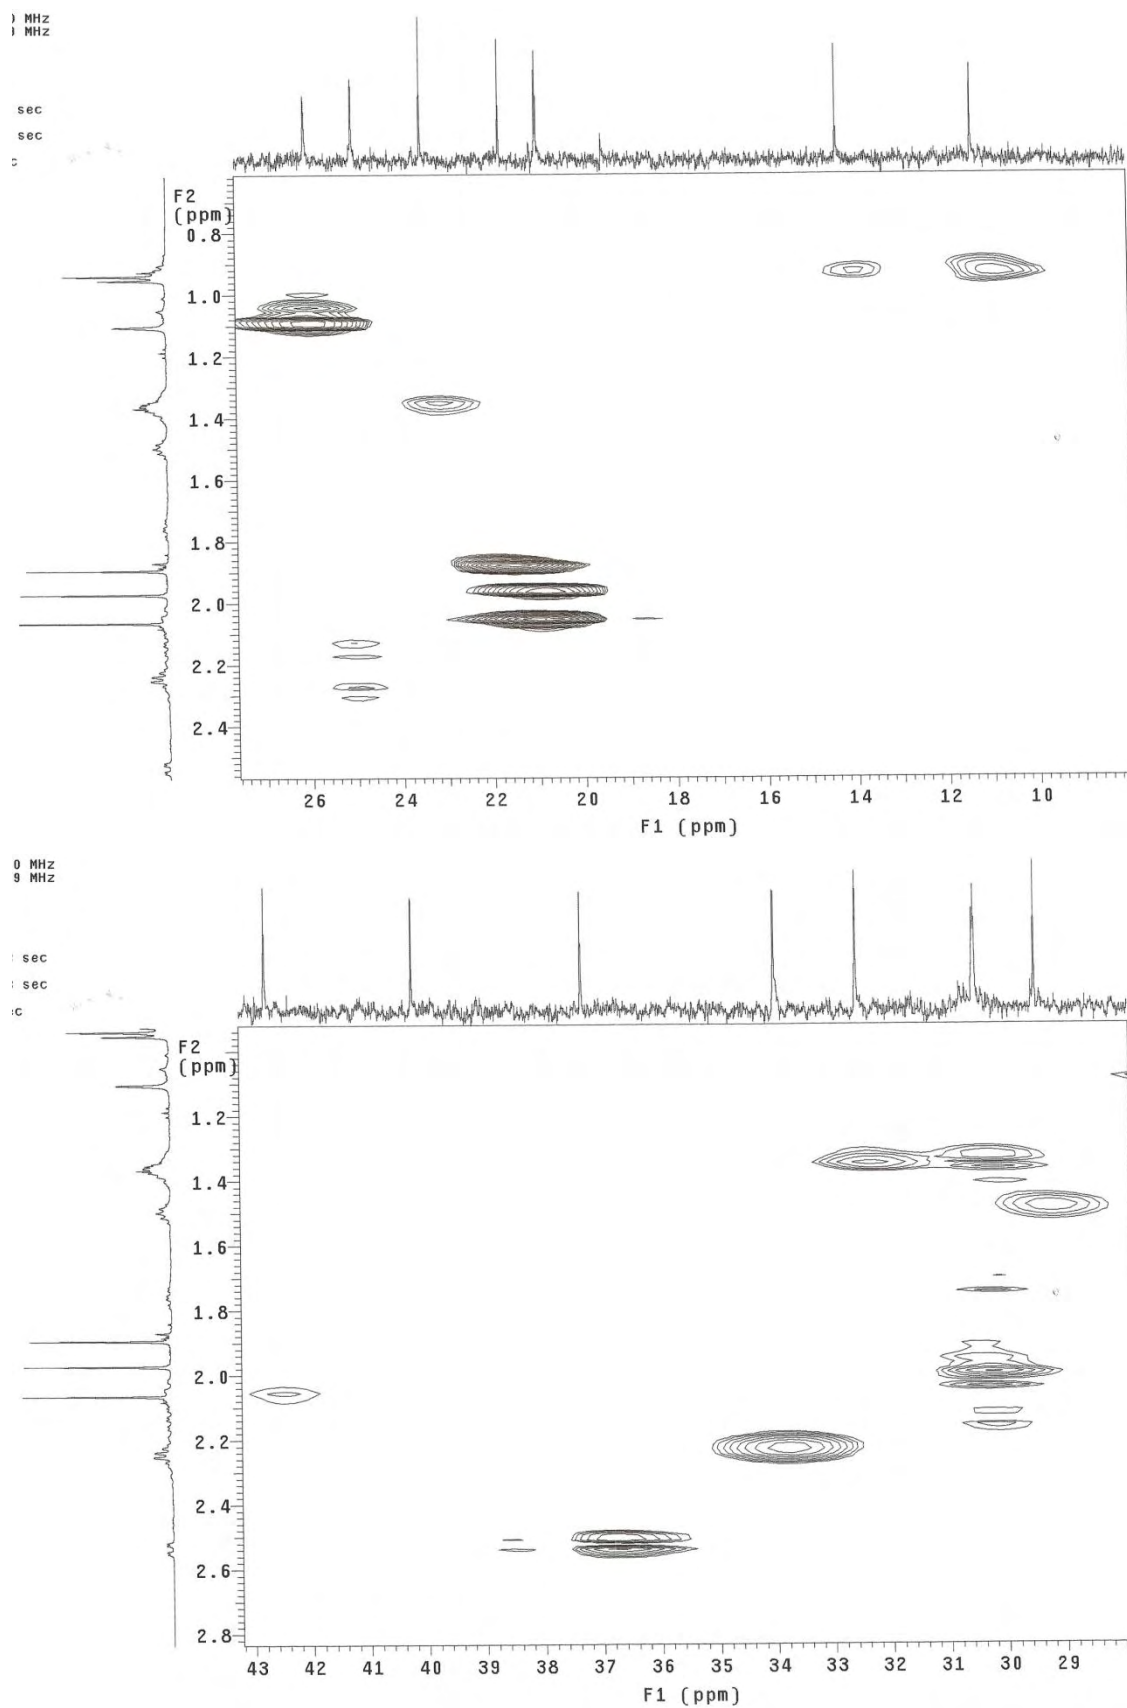 ) MHz
) MHz
sec
sec
c
F2
(ppm)
0.8
1.0
1.2
1.4
1.6
1.8
2.0
2.2
2.4
26 24 22 20 18 16 14 12 10
F1 (ppm)
0 MHz
9 MHz
sec
sec
c
F2
(ppm)
1.2
1.4
1.6
1.8
2.0
2.2
2.4
2.6
2.8
43 42 41 40 39 38 37 36 35 34 33 32 31 30 29
F1 (ppm)